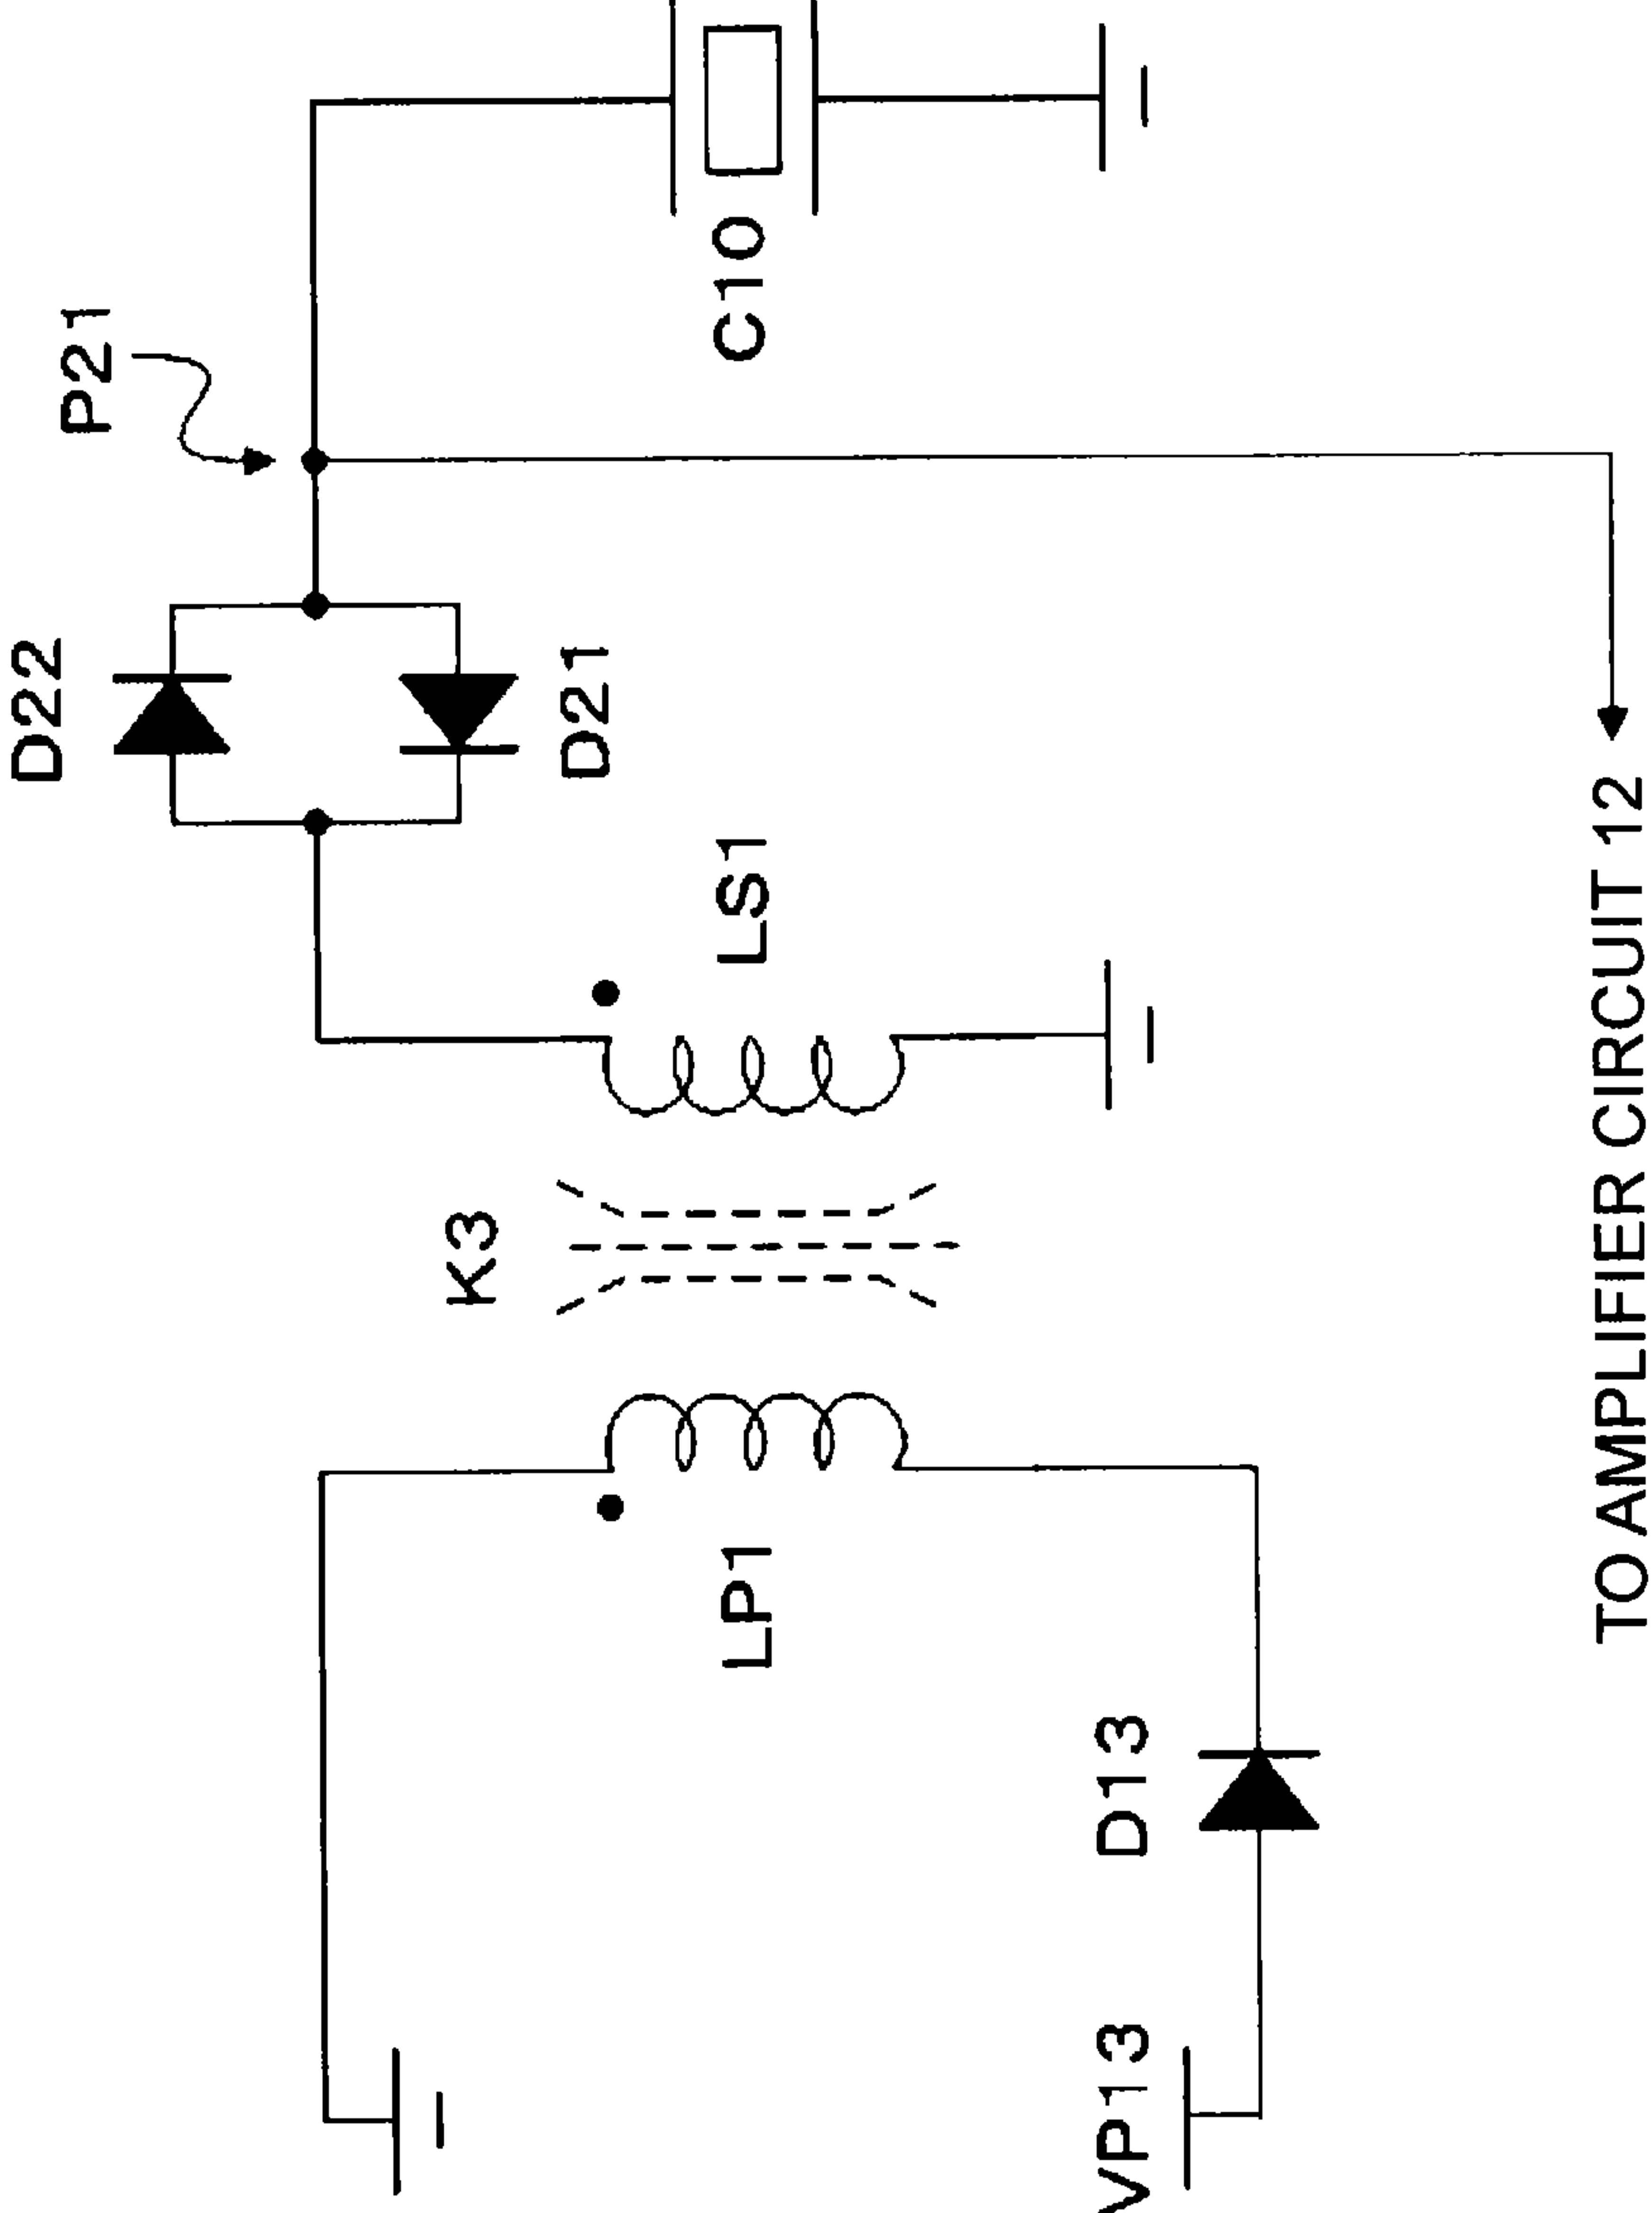 P21
D22
D21
C10
LS1
K3
LP1
D13
VP13
TO AMPLIFIER CIRCUIT 12